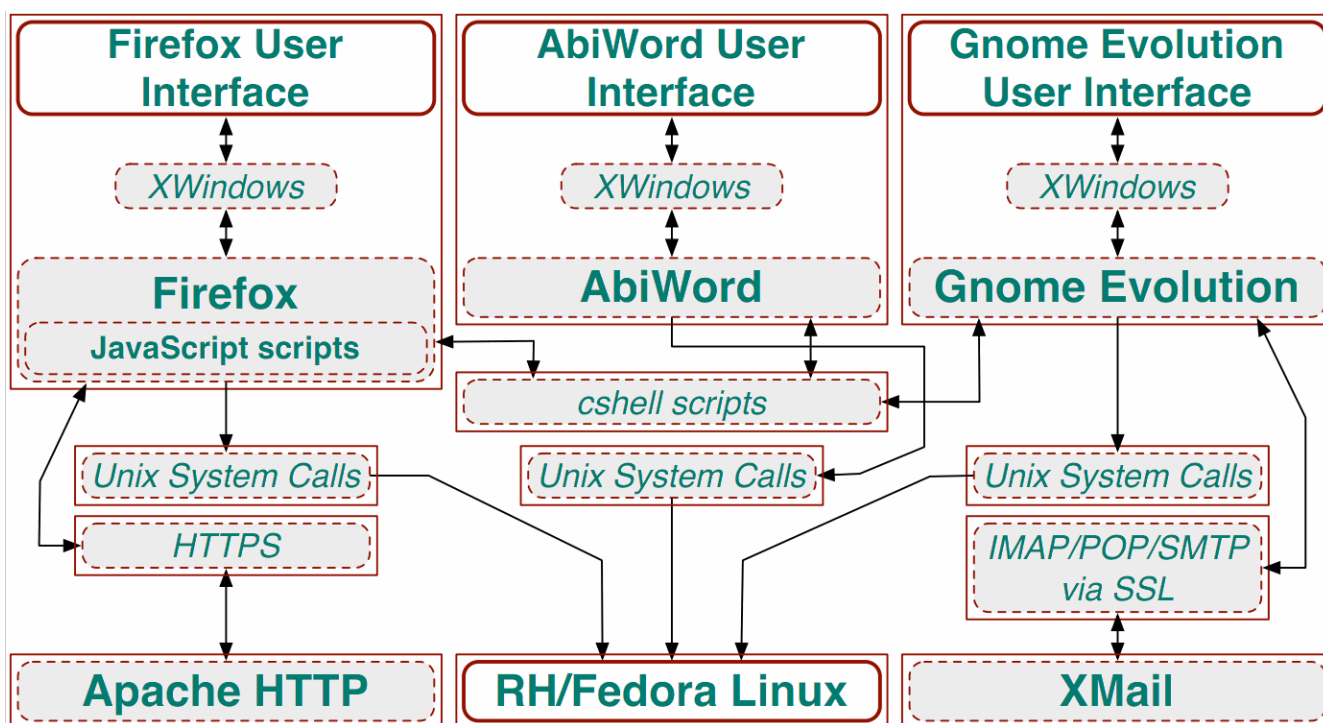 Firefox User
Interface
AbiWord User
Interface
Gnome Evolution
User Interface
XWindows
XWindows
XWindows
Firefox
JavaScript scripts
AbiWord
Gnome Evolution
cshell scripts
Unix System Calls
Unix System Calls
Unix System Calls
HTTPS
IMAP/POP/SMTP
via SSL
Apache HTTP
RH/Fedora Linux
XMail